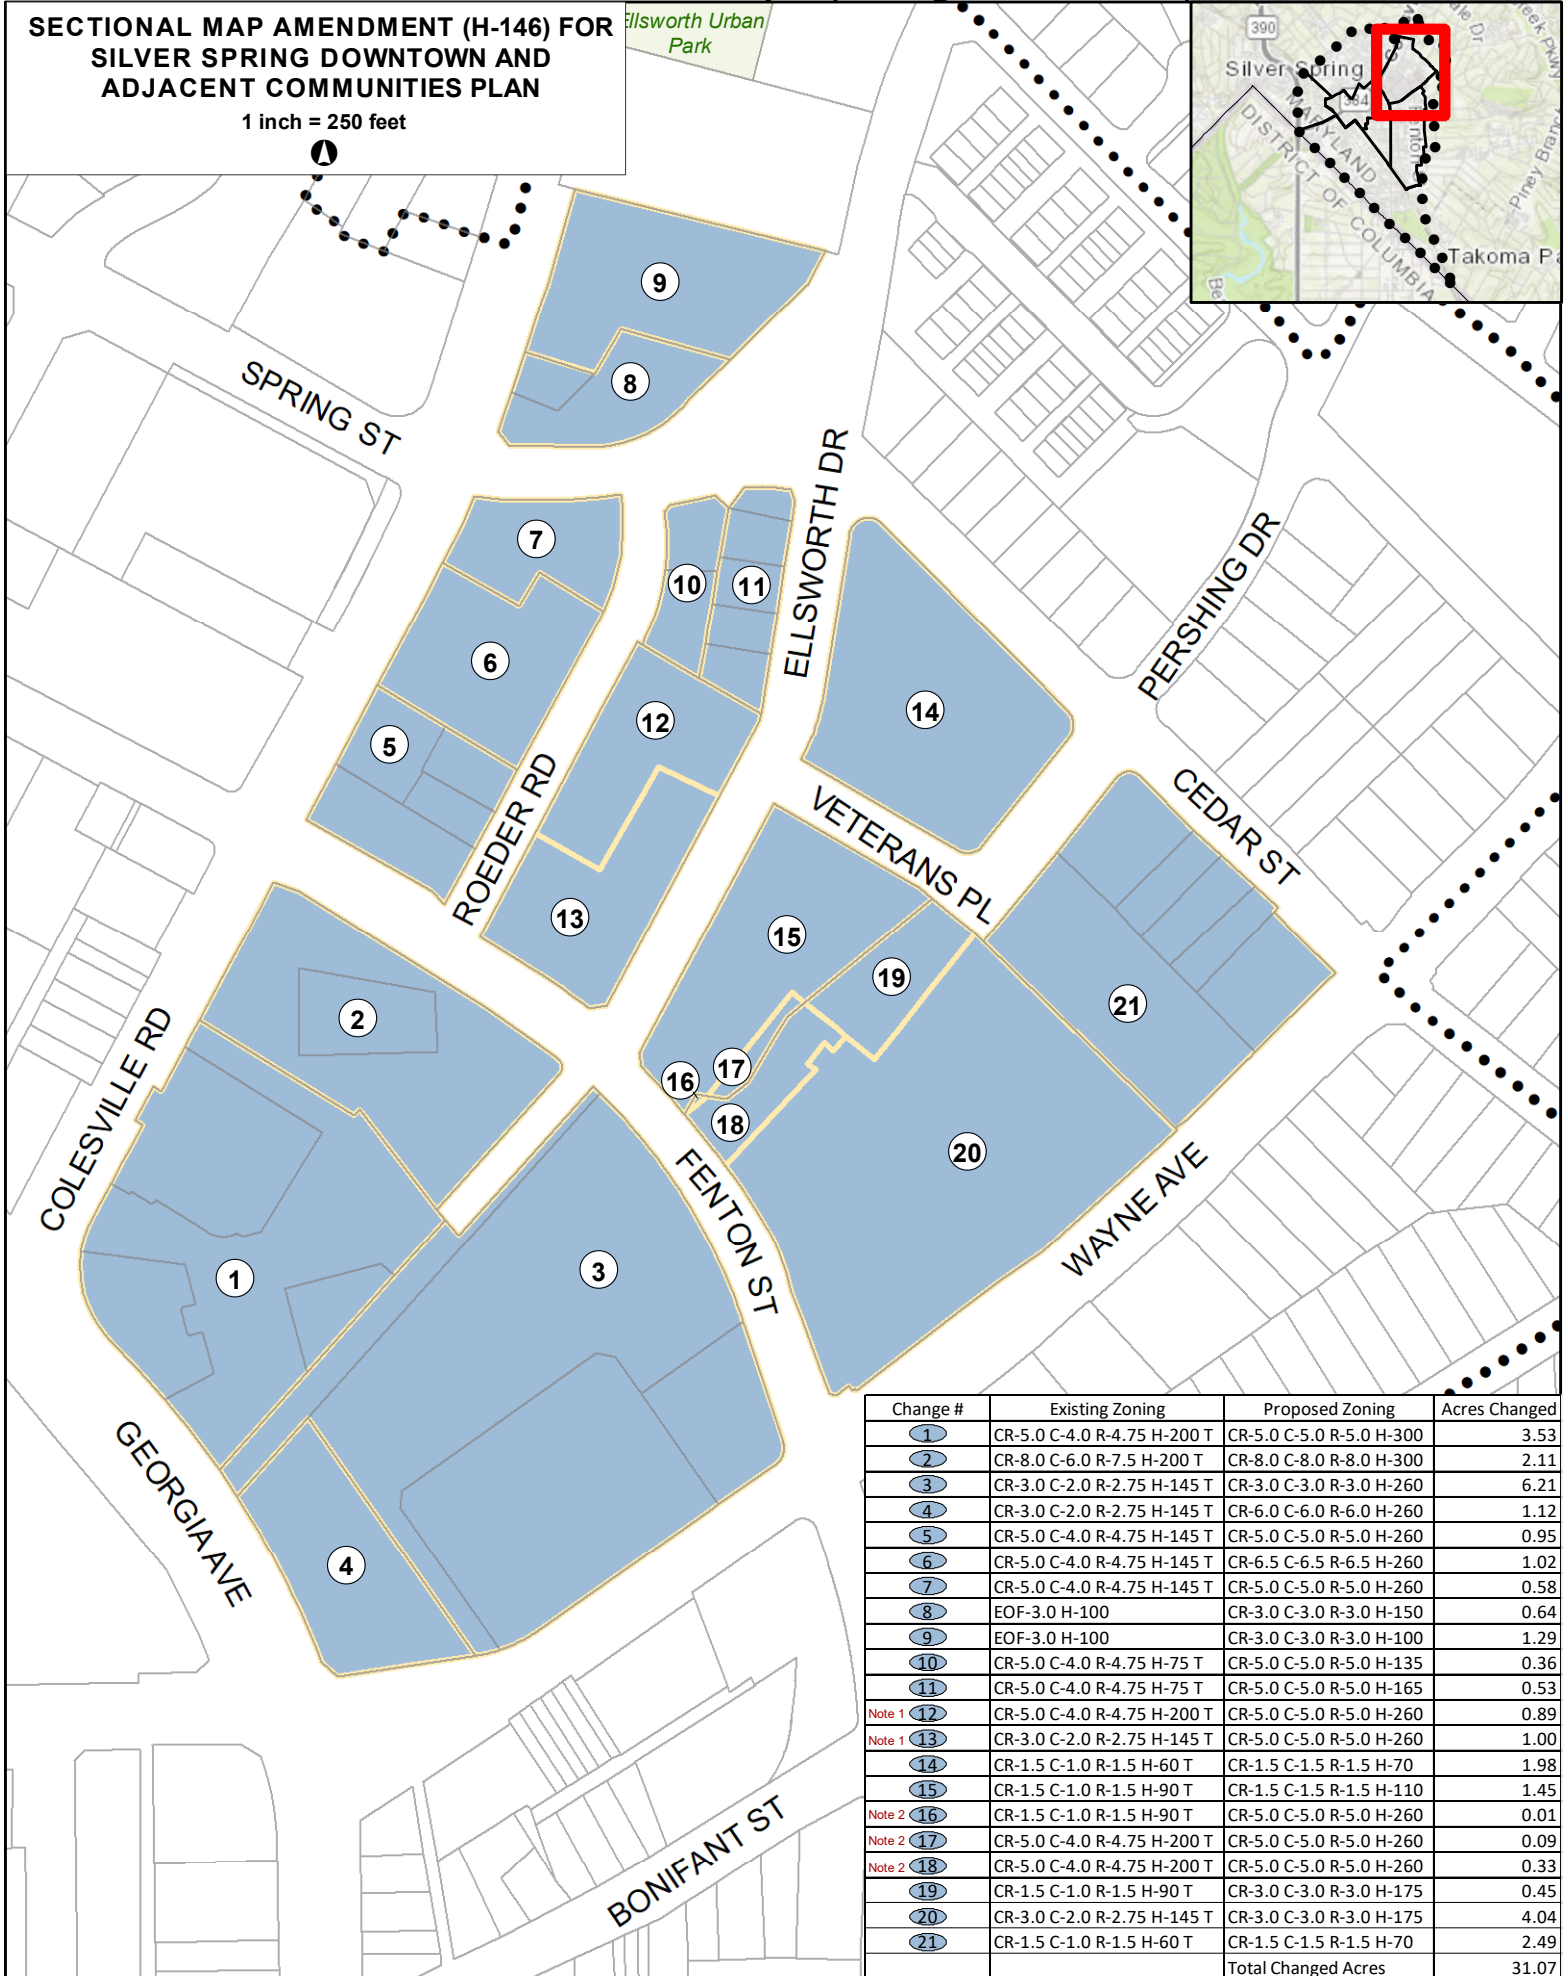 SECTIONAL MAP AMENDMENT (H-146) FOR
SILVER SPRING DOWNTOWN AND
ADJACENT COMMUNITIES PLAN
1 inch = 250 feet
Ellsworth Urban
Park
390
Silver Spring
384
MARYLAND
DISTRICT OF COLUMBIA
Fenton
Takoma Pa
Piney Branch
ale Dr
reek Pkwy
Be
9
8
SPRING ST
7
10
11
ELLSWORTH DR
6
12
14
PERSHING DR
5
ROEDER RD
VETERANS PL
CEDAR ST
13
15
19
21
2
COLESVILLE RD
16
17
18
20
FENTON ST
WAYNE AVE
1
3
GEORGIA AVE
4
BONIFANT ST
Change # Existing Zoning Proposed Zoning Acres Changed
1 CR-5.0 C-4.0 R-4.75 H-200 T CR-5.0 C-5.0 R-5.0 H-300 3.53
2 CR-8.0 C-6.0 R-7.5 H-200 T CR-8.0 C-8.0 R-8.0 H-300 2.11
3 CR-3.0 C-2.0 R-2.75 H-145 T CR-3.0 C-3.0 R-3.0 H-260 6.21
4 CR-3.0 C-2.0 R-2.75 H-145 T CR-6.0 C-6.0 R-6.0 H-260 1.12
5 CR-5.0 C-4.0 R-4.75 H-145 T CR-5.0 C-5.0 R-5.0 H-260 0.95
6 CR-5.0 C-4.0 R-4.75 H-145 T CR-6.5 C-6.5 R-6.5 H-260 1.02
7 CR-5.0 C-4.0 R-4.75 H-145 T CR-5.0 C-5.0 R-5.0 H-260 0.58
8 EOF-3.0 H-100 CR-3.0 C-3.0 R-3.0 H-150 0.64
9 EOF-3.0 H-100 CR-3.0 C-3.0 R-3.0 H-100 1.29
10 CR-5.0 C-4.0 R-4.75 H-75 T CR-5.0 C-5.0 R-5.0 H-135 0.36
11 CR-5.0 C-4.0 R-4.75 H-75 T CR-5.0 C-5.0 R-5.0 H-165 0.53
Note 1 12 CR-5.0 C-4.0 R-4.75 H-200 T CR-5.0 C-5.0 R-5.0 H-260 0.89
Note 1 13 CR-3.0 C-2.0 R-2.75 H-145 T CR-5.0 C-5.0 R-5.0 H-260 1.00
14 CR-1.5 C-1.0 R-1.5 H-60 T CR-1.5 C-1.5 R-1.5 H-70 1.98
15 CR-1.5 C-1.0 R-1.5 H-90 T CR-1.5 C-1.5 R-1.5 H-110 1.45
Note 2 16 CR-1.5 C-1.0 R-1.5 H-90 T CR-5.0 C-5.0 R-5.0 H-260 0.01
Note 2 17 CR-5.0 C-4.0 R-4.75 H-200 T CR-5.0 C-5.0 R-5.0 H-260 0.09
Note 2 18 CR-5.0 C-4.0 R-4.75 H-200 T CR-5.0 C-5.0 R-5.0 H-260 0.33
19 CR-1.5 C-1.0 R-1.5 H-90 T CR-3.0 C-3.0 R-3.0 H-175 0.45
20 CR-3.0 C-2.0 R-2.75 H-145 T CR-3.0 C-3.0 R-3.0 H-175 4.04
21 CR-1.5 C-1.0 R-1.5 H-60 T CR-1.5 C-1.5 R-1.5 H-70 2.49
Total Changed Acres 31.07